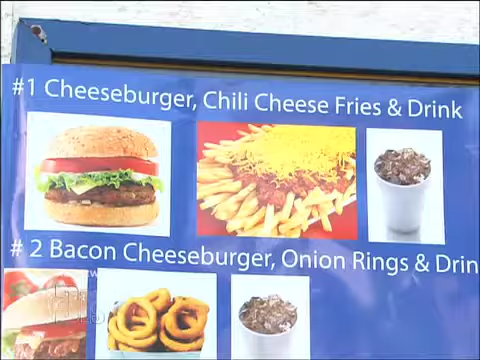 #1 Cheeseburger, Chili Cheese Fries & Drink
# 2 Bacon Cheeseburger, Onion Rings & Drin